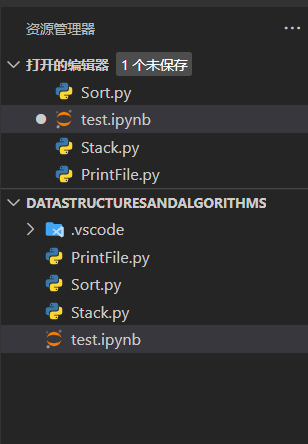 资源管理器
打开的编辑器 1 个未保存
Sort.py
test.ipynb
Stack.py
PrintFile.py
DATASTRUCTURESANDALGORITHMS
.vscode
PrintFile.py
Sort.py
Stack.py
test.ipynb